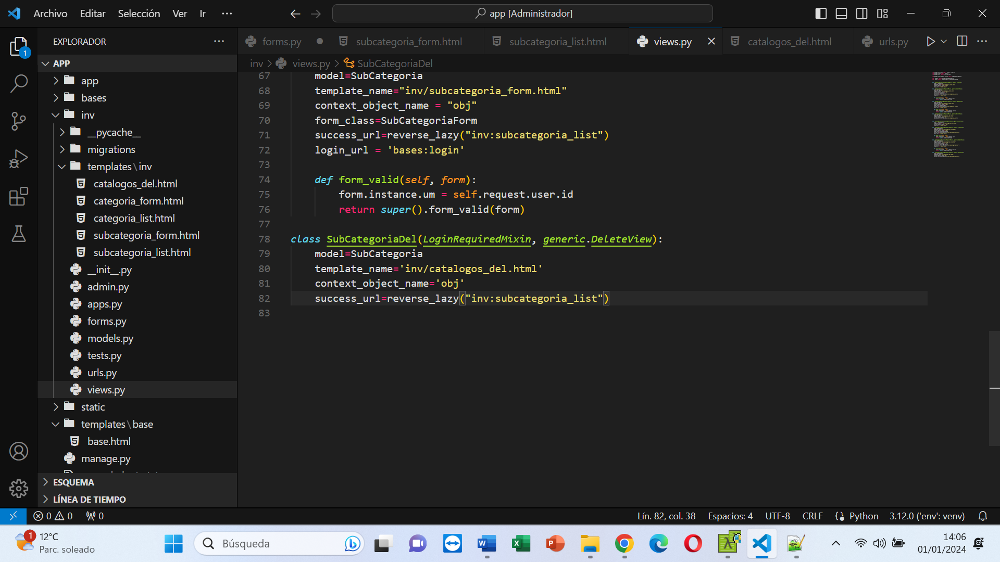 Archivo Editar Selección Ver Ir ...
app [Administrador]
1
EXPLORADOR
APP
app
bases
inv
__pycache__
migrations
templates\inv
catalogos_del.html
categoria_form.html
categoria_list.html
subcategoria_form.html
subcategoria_list.html
__init__.py
admin.py
apps.py
forms.py
models.py
tests.py
urls.py
views.py
static
templates\base
base.html
manage.py
ESQUEMA
LÍNEA DE TIEMPO
forms.py subcategoria_form.html subcategoria_list.html views.py catalogos_del.html urls.py
inv > views.py > SubCategoriaDel
67 model=SubCategoria
68 template_name="inv/subcategoria_form.html"
69 context_object_name = "obj"
70 form_class=SubCategoriaForm
71 success_url=reverse_lazy("inv:subcategoria_list")
72 login_url = 'bases:login'
73
74 def form_valid(self, form):
75 form.instance.um = self.request.user.id
76 return super().form_valid(form)
77
78 class SubCategoriaDel(LoginRequiredMixin, generic.DeleteView):
79 model=SubCategoria
80 template_name='inv/catalogos_del.html'
81 context_object_name='obj'
82 success_url=reverse_lazy("inv:subcategoria_list")
83
0 0 0
Lín. 82, col. 38 Espacios: 4 UTF-8 CRLF Python 3.12.0 ('env': venv)
1
12°C
Parc. soleado
Búsqueda
14:06
01/01/2024